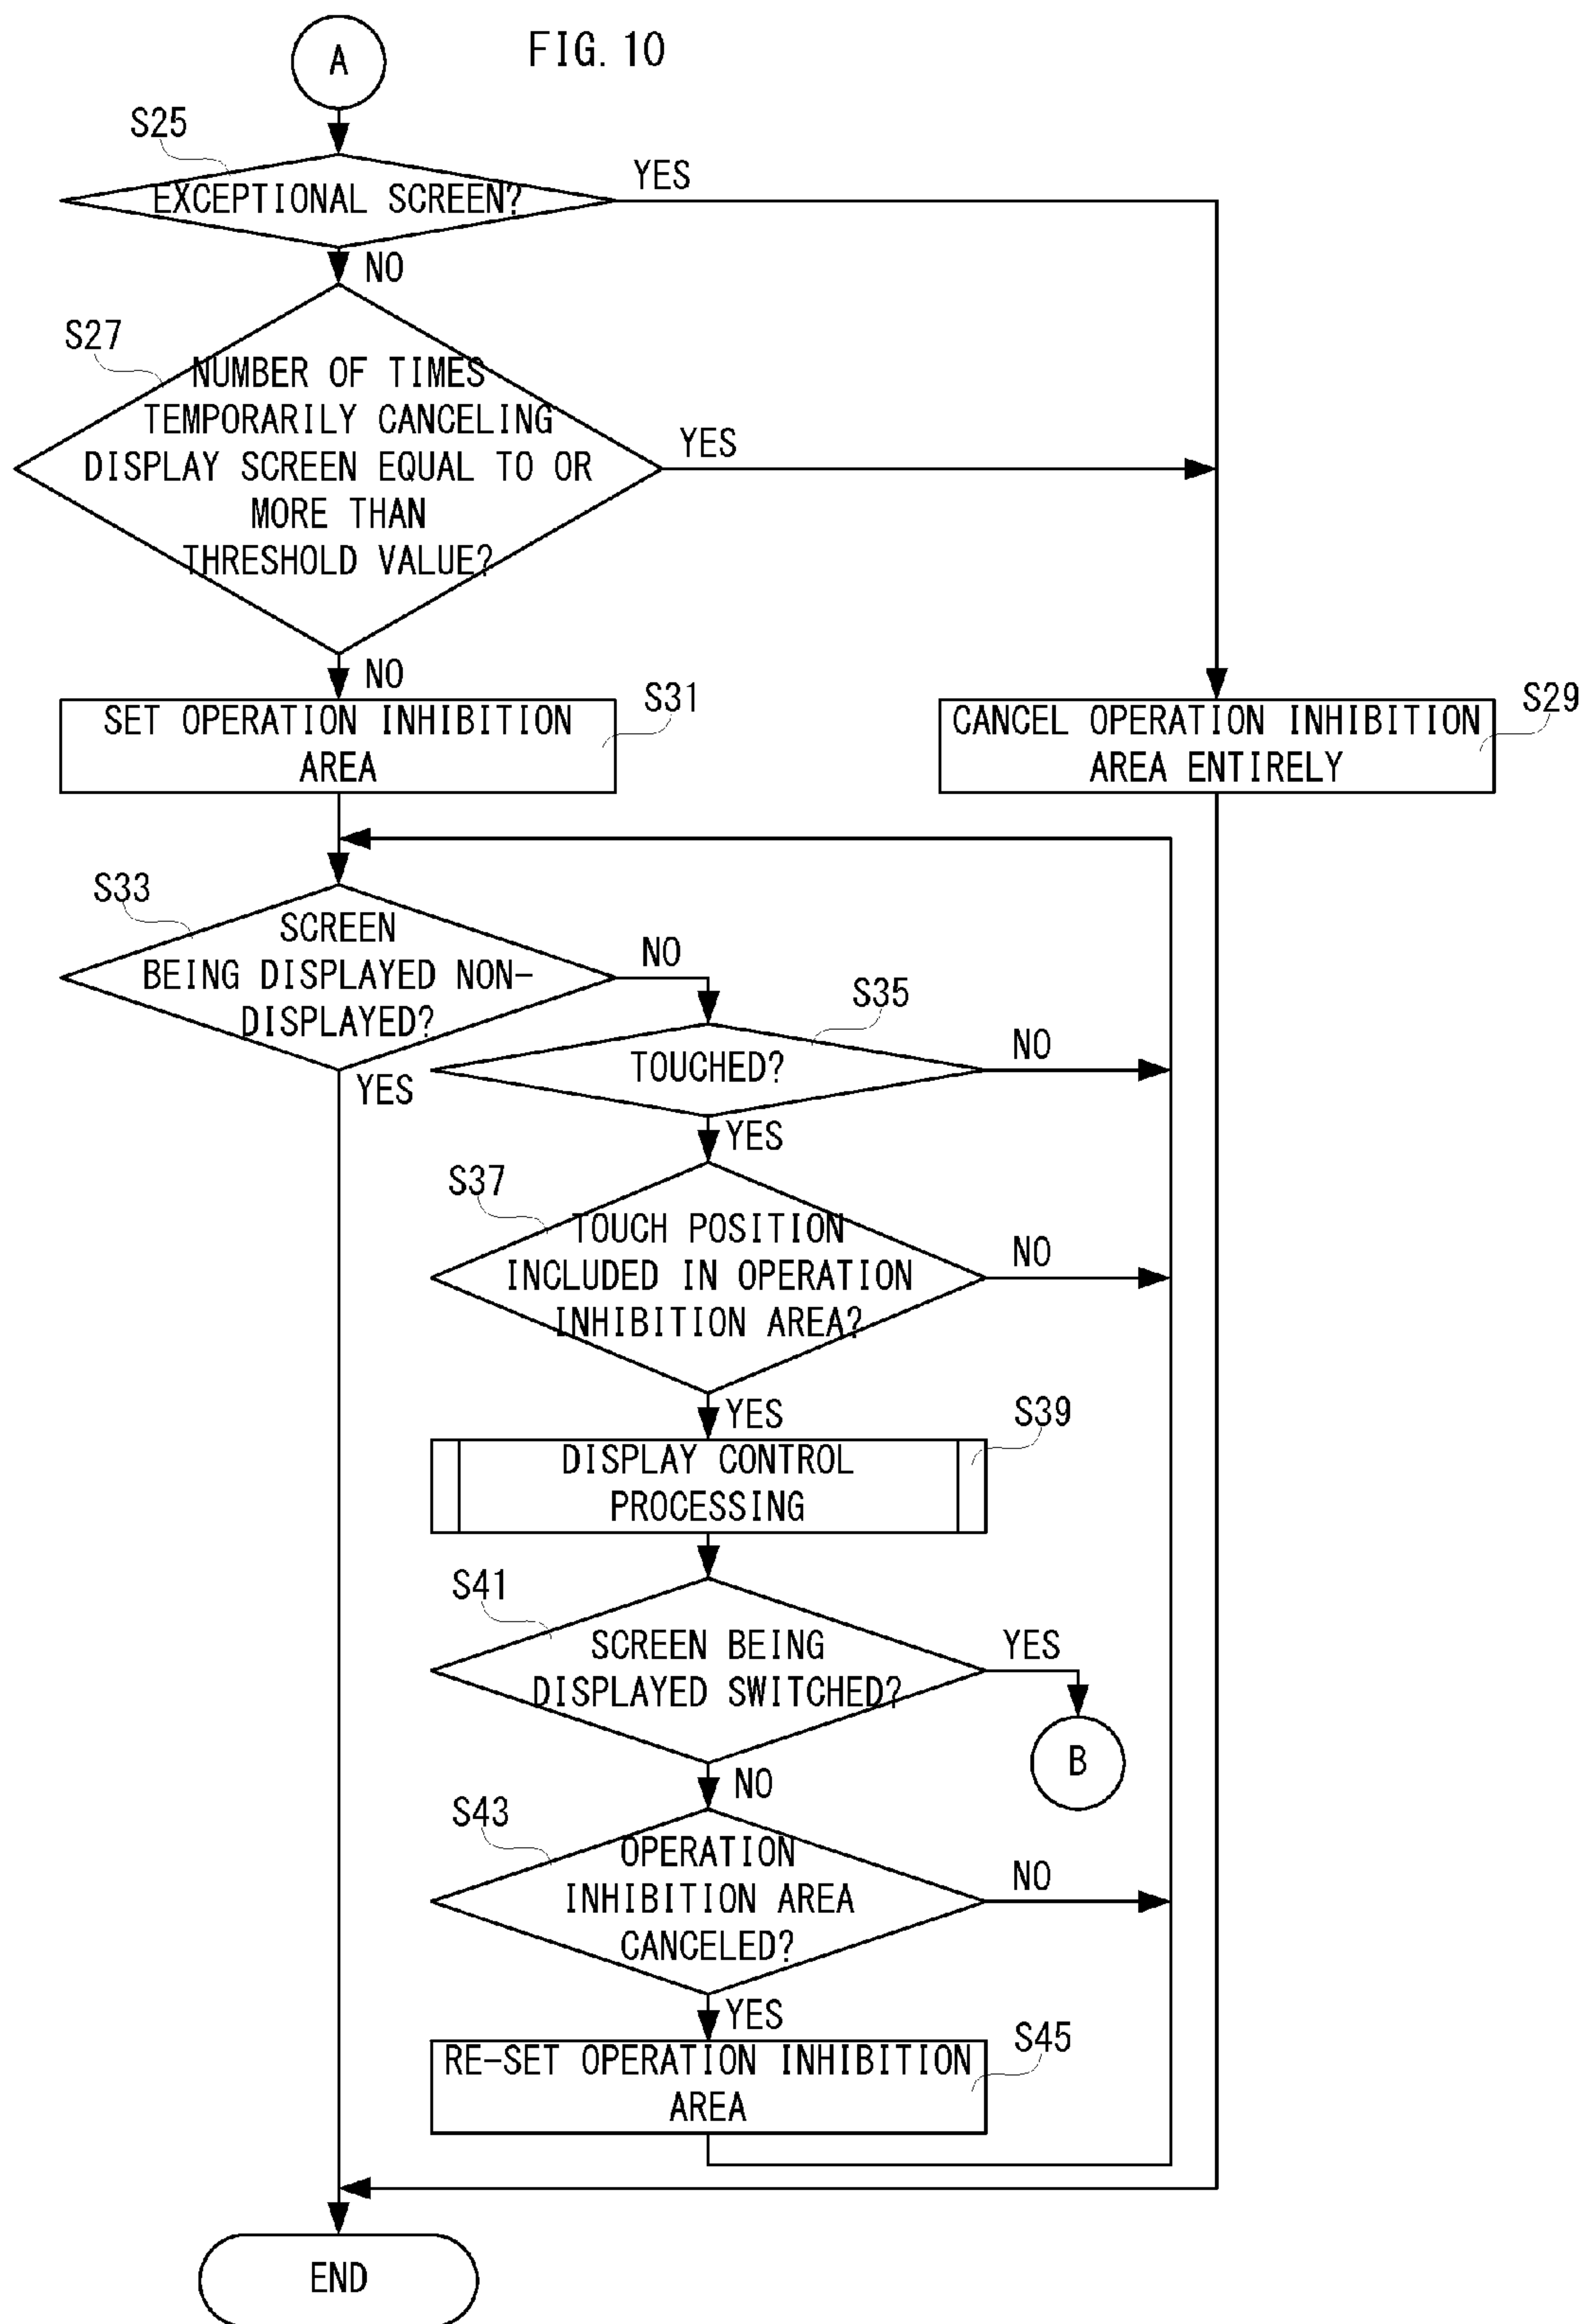 FIG. 10
A
S25
EXCEPTIONAL SCREEN?
YES
NO
S27
NUMBER OF TIMES
TEMPORARILY CANCELING
DISPLAY SCREEN EQUAL TO OR
MORE THAN
THRESHOLD VALUE?
YES
NO
S31
SET OPERATION INHIBITION
AREA
S29
CANCEL OPERATION INHIBITION
AREA ENTIRELY
S33
SCREEN
BEING DISPLAYED NON-
DISPLAYED?
NO
YES
S35
TOUCHED?
NO
YES
S37
TOUCH POSITION
INCLUDED IN OPERATION
INHIBITION AREA?
NO
YES
S39
DISPLAY CONTROL
PROCESSING
S41
SCREEN BEING
DISPLAYED SWITCHED?
YES
B
NO
S43
OPERATION
INHIBITION AREA
CANCELED?
NO
YES
S45
RE-SET OPERATION INHIBITION
AREA
END